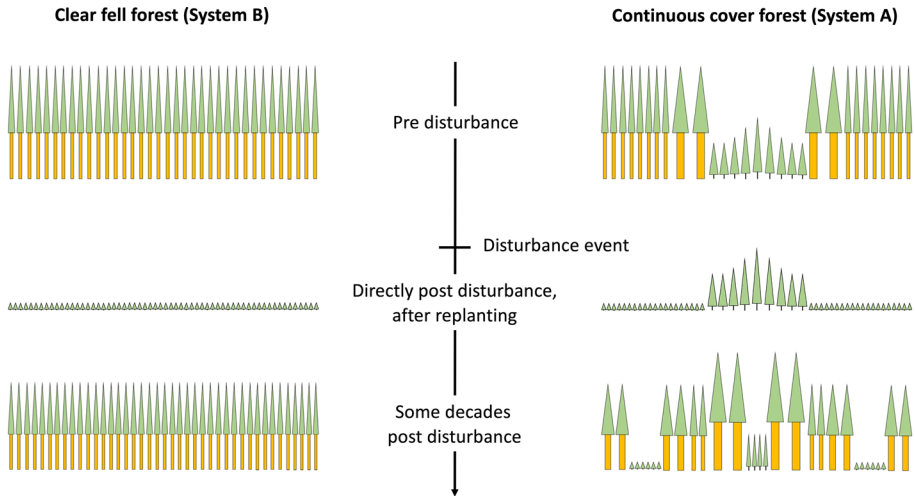 Clear fell forest (System B)
Continuous cover forest (System A)
Pre disturbance
Disturbance event
Directly post disturbance,
after replanting
Some decades
post disturbance